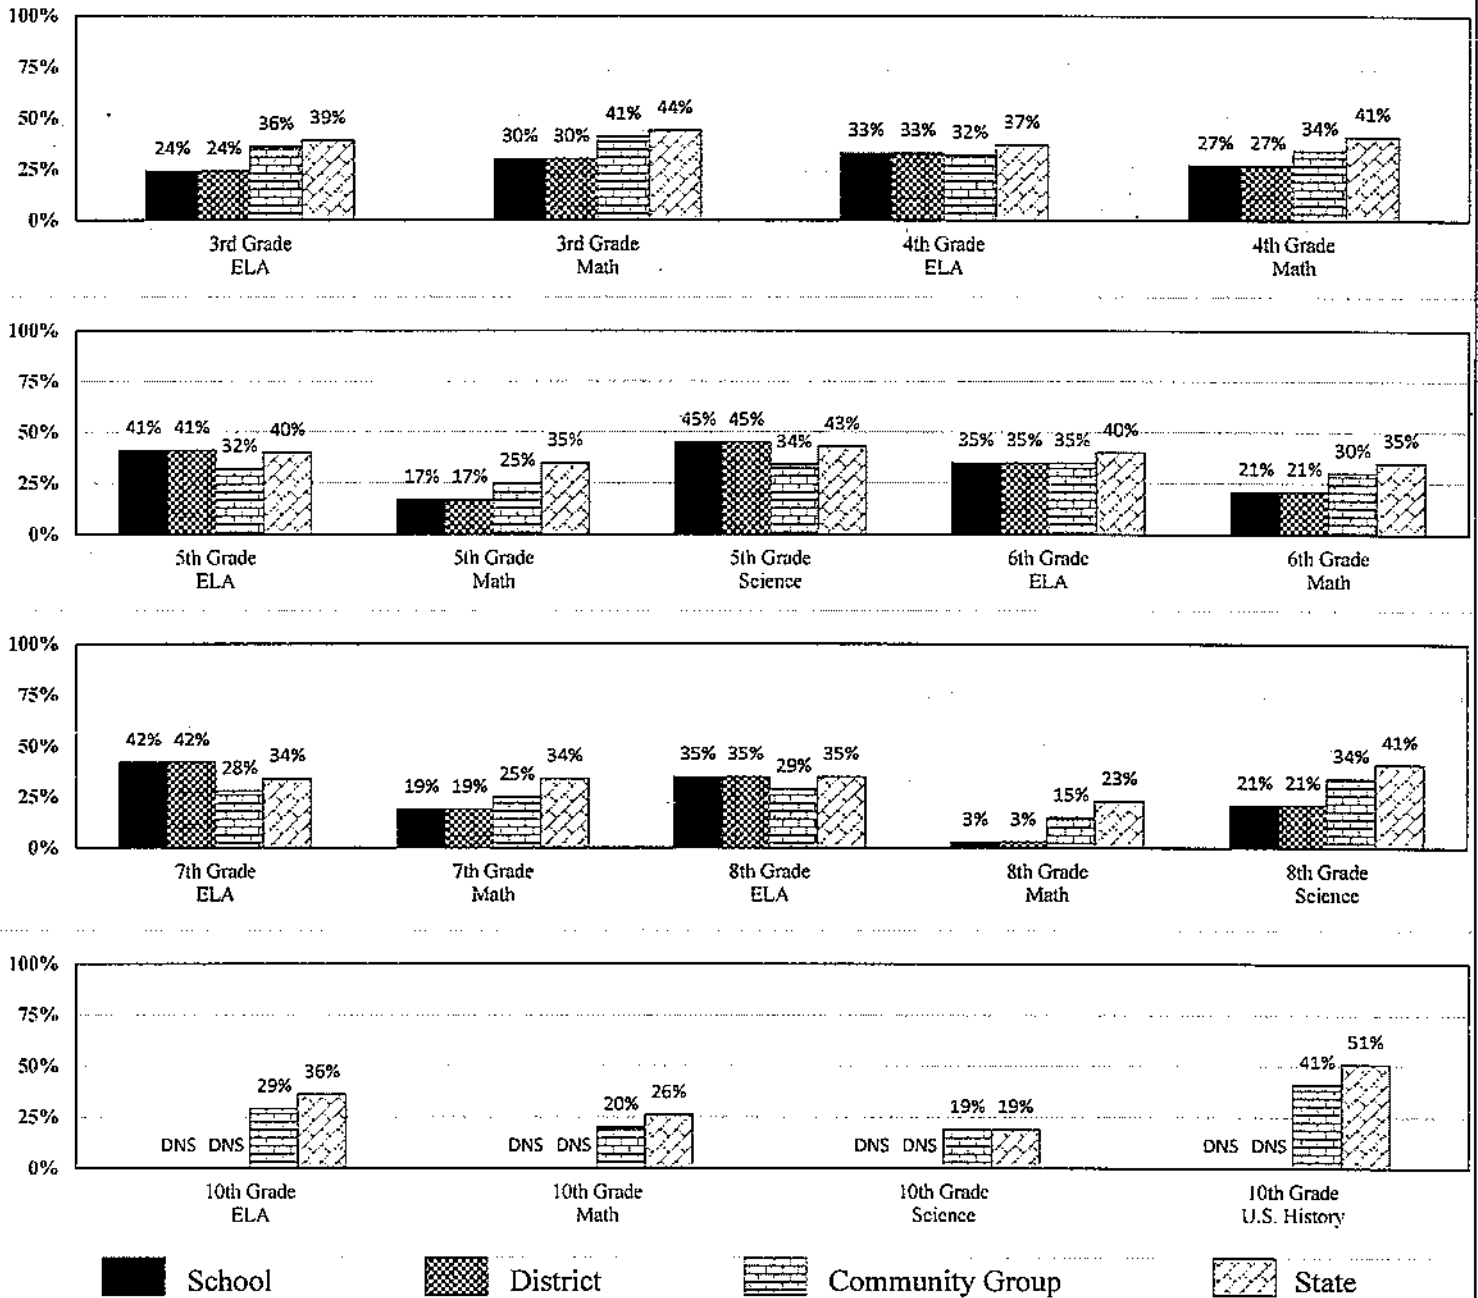 100%
75%
50%
25%
0%
24% 24% 36% 39%
30% 30% 41% 44%
33% 33% 32% 37%
27% 27% 34% 41%
3rd Grade
ELA
3rd Grade
Math
4th Grade
ELA
4th Grade
Math
100%
75%
50%
25%
0%
41% 41% 32% 40%
17% 17% 25% 35%
45% 45% 34% 43%
35% 35% 35% 40%
21% 21% 30% 35%
5th Grade
ELA
5th Grade
Math
5th Grade
Science
6th Grade
ELA
6th Grade
Math
100%
75%
50%
25%
0%
42% 42% 28% 34%
19% 19% 25% 34%
35% 35% 29% 35%
3% 3% 15% 23%
21% 21% 34% 41%
7th Grade
ELA
7th Grade
Math
8th Grade
ELA
8th Grade
Math
8th Grade
Science
100%
75%
50%
25%
0%
DNS DNS 29% 36%
DNS DNS 20% 26%
DNS DNS 19% 19%
DNS DNS 41% 51%
10th Grade
ELA
10th Grade
Math
10th Grade
Science
10th Grade
U.S. History
School District Community Group State